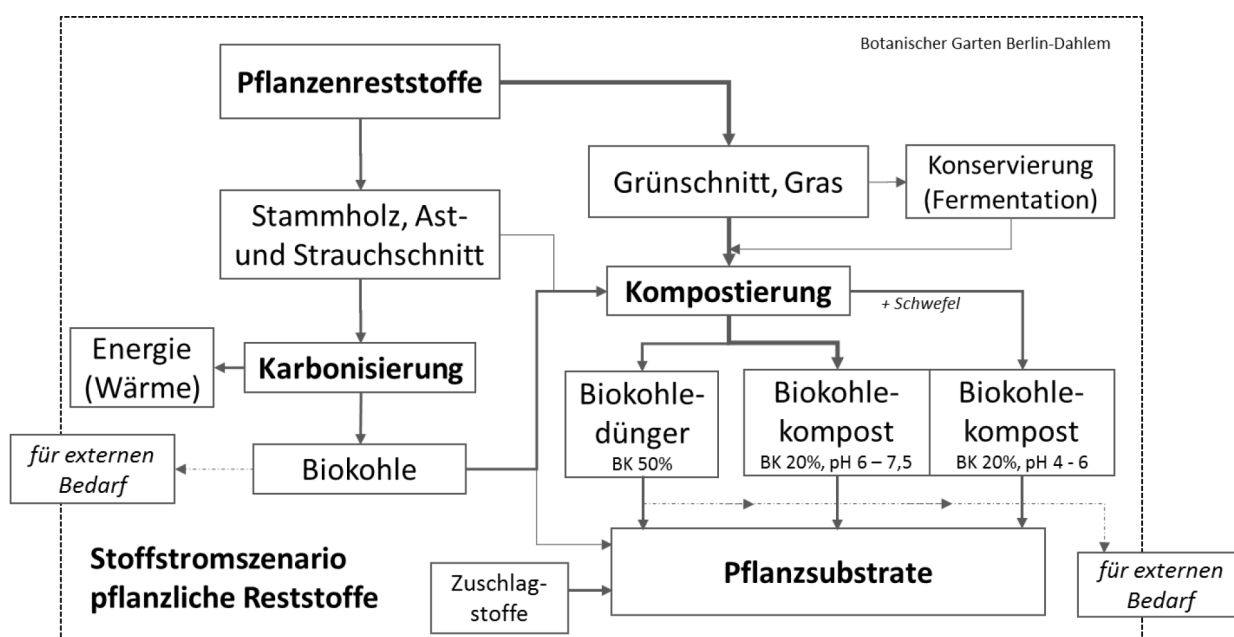 Botanischer Garten Berlin-Dahlem
Pflanzenreststoffe
Grünschnitt, Gras
Konservierung
(Fermentation)
Stammholz, Ast-
und Strauchschnitt
Kompostierung
+ Schwefel
Energie
(Wärme)
Karbonisierung
Biokohle-
dünger
BK 50%
Biokohle-
kompost
BK 20%, pH 6 – 7,5
Biokohle-
kompost
BK 20%, pH 4 - 6
für externen
Bedarf
Biokohle
Stoffstromszenario
pflanzliche Reststoffe
Zuschlag-
stoffe
Pflanzsubstrate
für externen
Bedarf